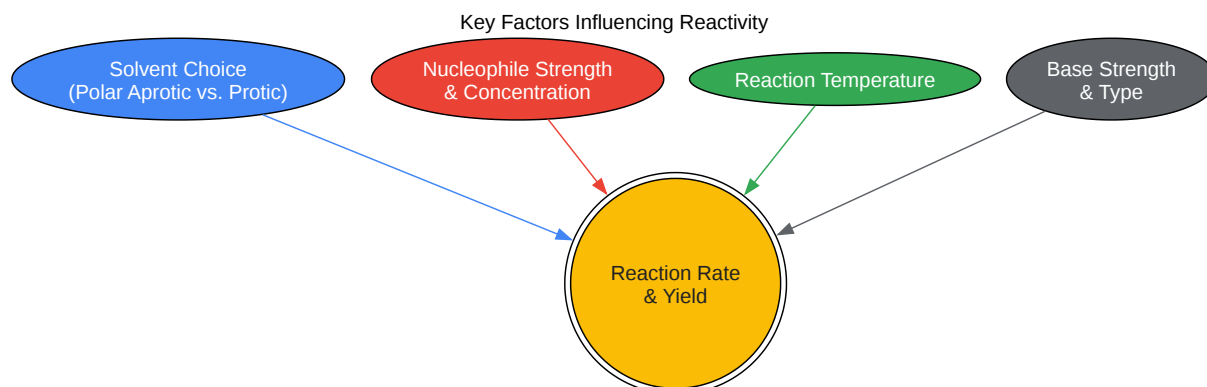 Key Factors Influencing Reactivity
Solvent Choice
(Polar Aprotic vs. Protic)
Nucleophile Strength
& Concentration
Reaction Temperature
Base Strength
& Type
Reaction Rate
& Yield